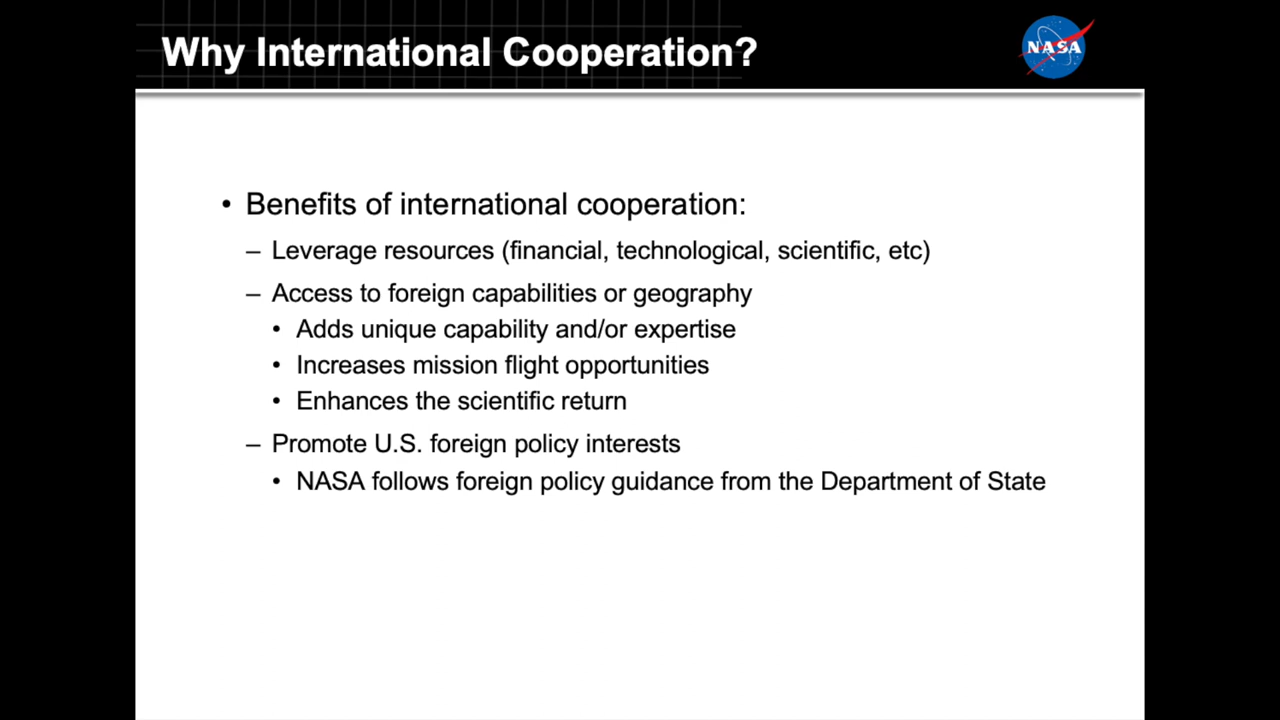 Why International Cooperation?
NASA
• Benefits of international cooperation:
– Leverage resources (financial, technological, scientific, etc)
– Access to foreign capabilities or geography
• Adds unique capability and/or expertise
• Increases mission flight opportunities
• Enhances the scientific return
– Promote U.S. foreign policy interests
• NASA follows foreign policy guidance from the Department of State